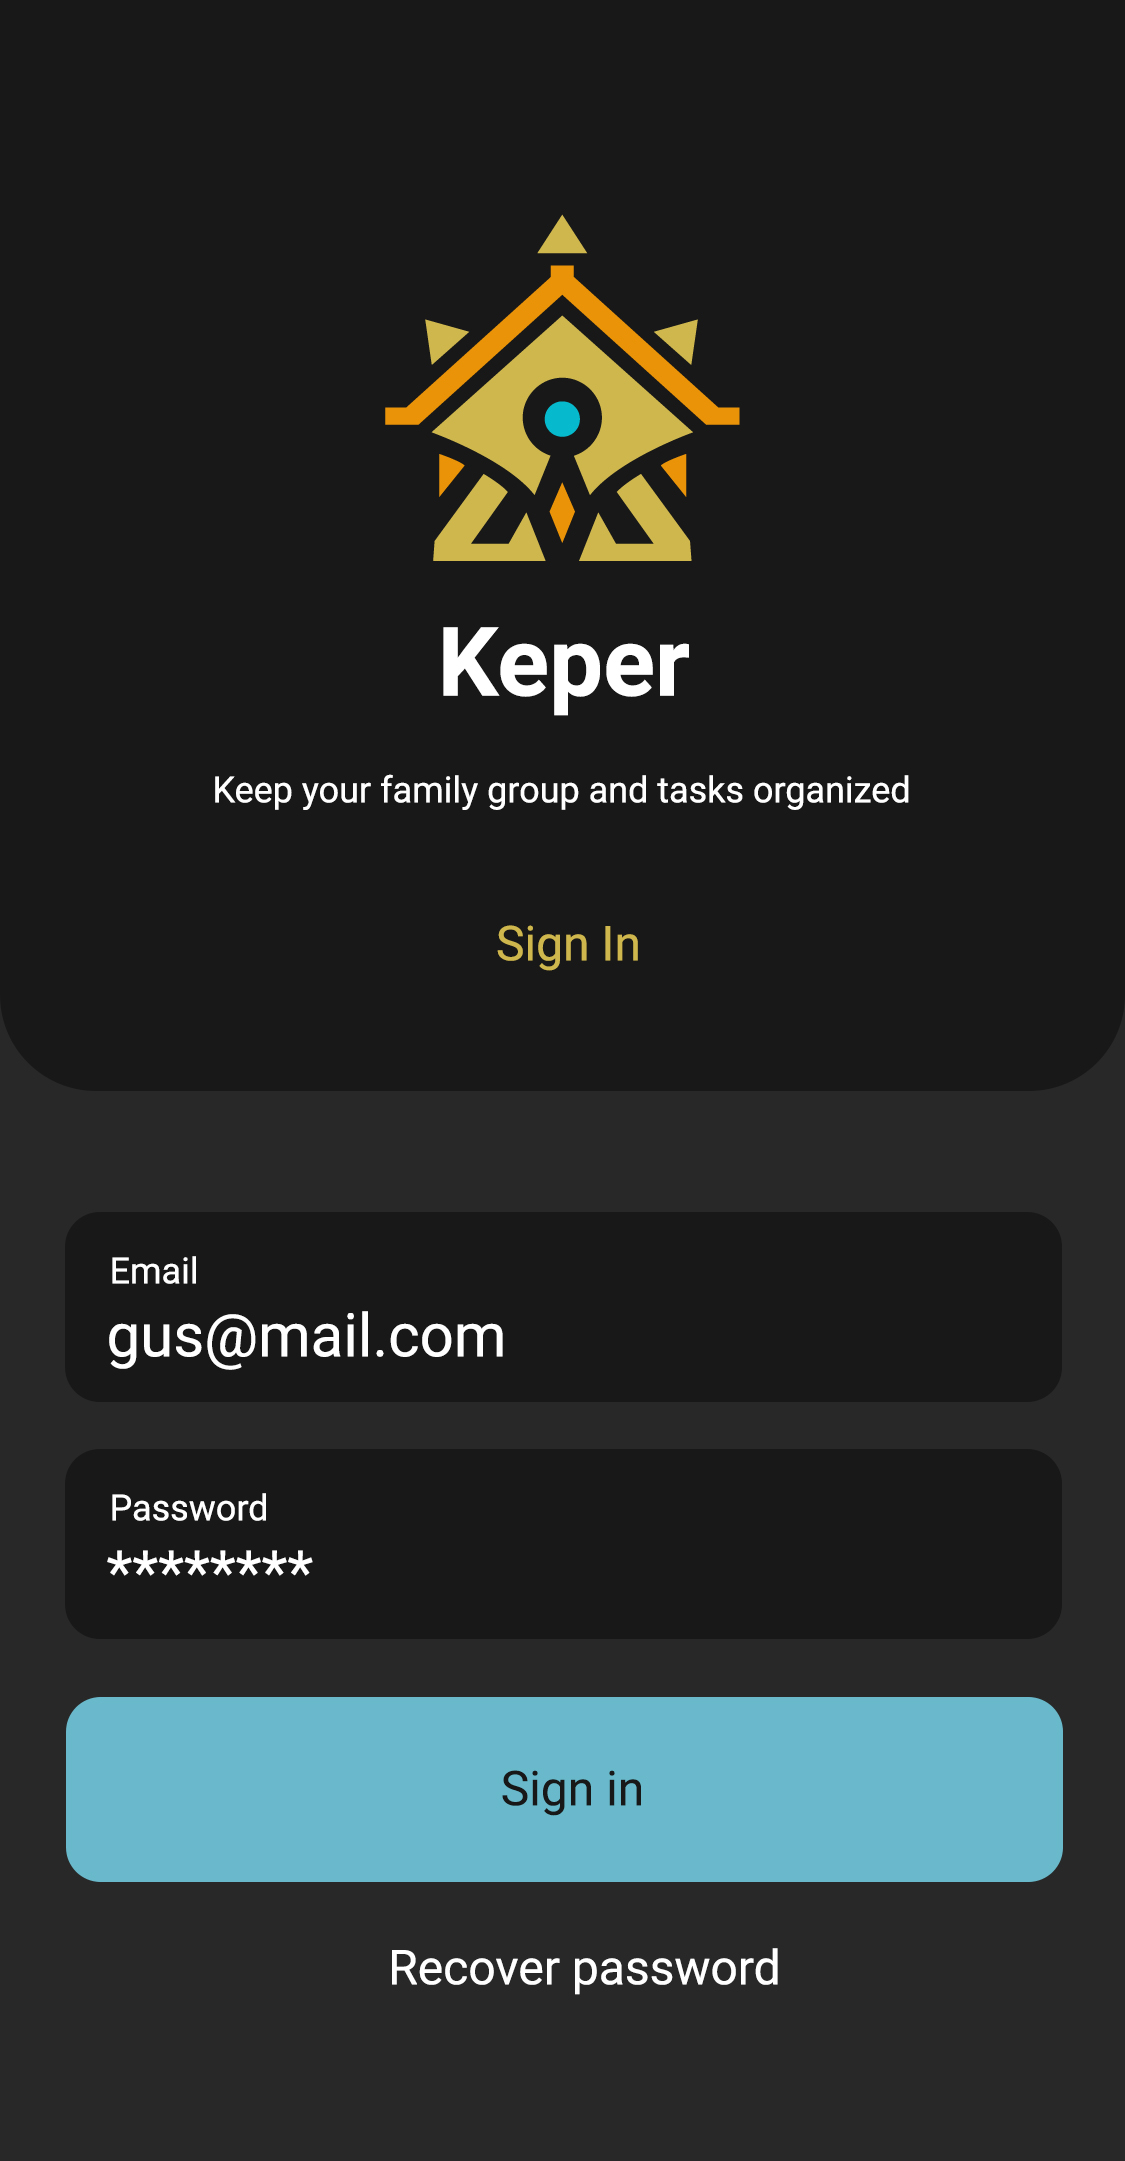 Keper
Keep your family group and tasks organized
Sign In
Email
gus@mail.com
Password
********
Sign in
Recover password